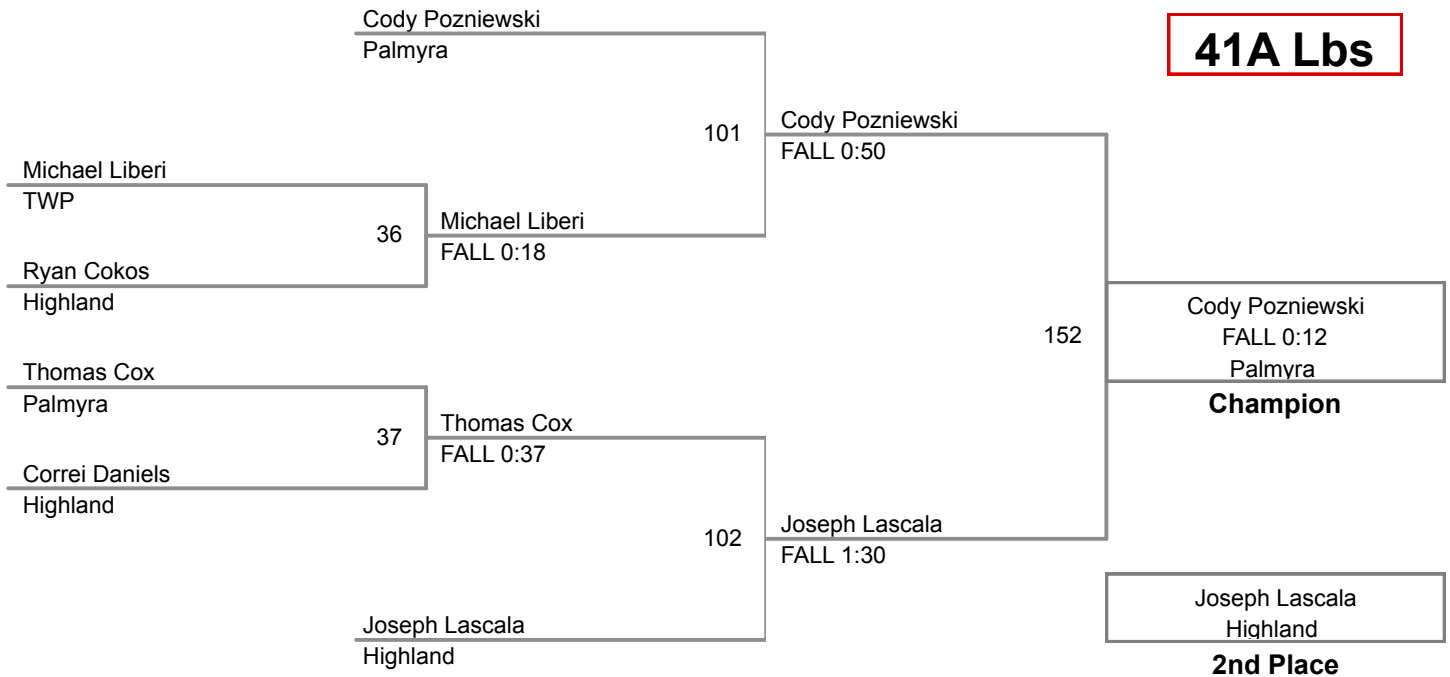 Cody Pozniewski
Palmyra
41A Lbs
101
Cody Pozniewski
FALL 0:50
Michael Liberi
TWP
36
Michael Liberi
FALL 0:18
Ryan Cokos
Highland
152
Cody Pozniewski
FALL 0:12
Palmyra
Champion
Thomas Cox
Palmyra
37
Thomas Cox
FALL 0:37
Correi Daniels
Highland
102
Joseph Lascala
FALL 1:30
Joseph Lascala
Highland
Joseph Lascala
Highland
2nd Place